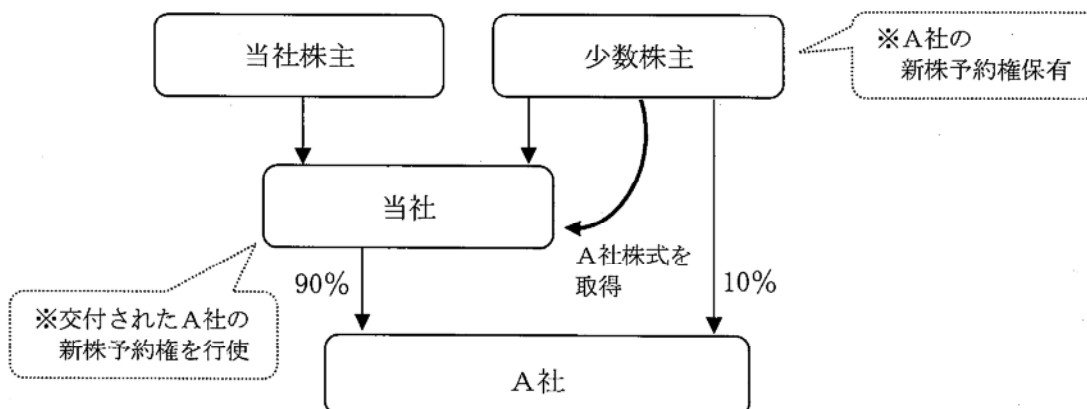 当社株主
少数株主
※A社の
新株予約権保有
当社
A社株式を
取得
90%
10%
※交付されたA社の
新株予約権を行使
A社